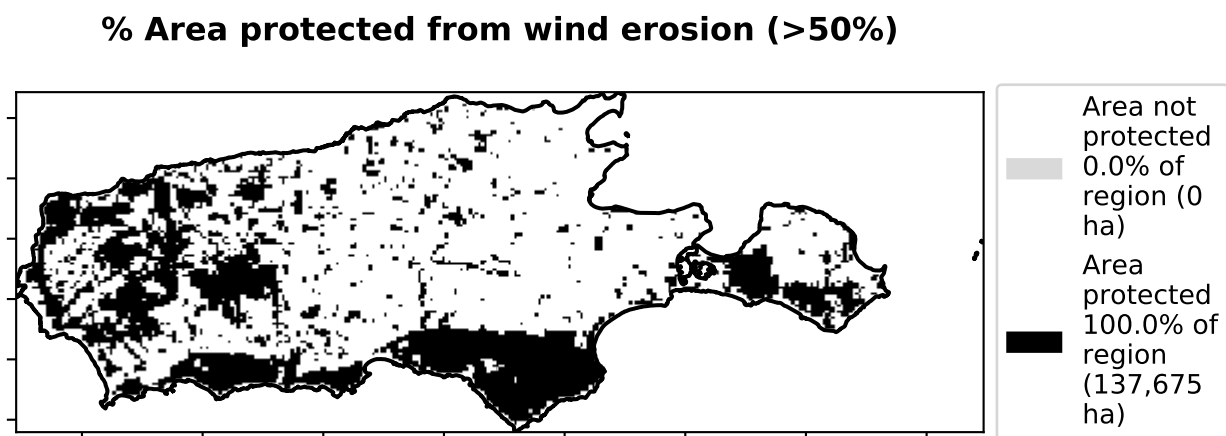 % Area protected from wind erosion (>50%)
Area not
protected
0.0% of
region (0
ha)
Area
protected
100.0% of
region
(137,675
ha)